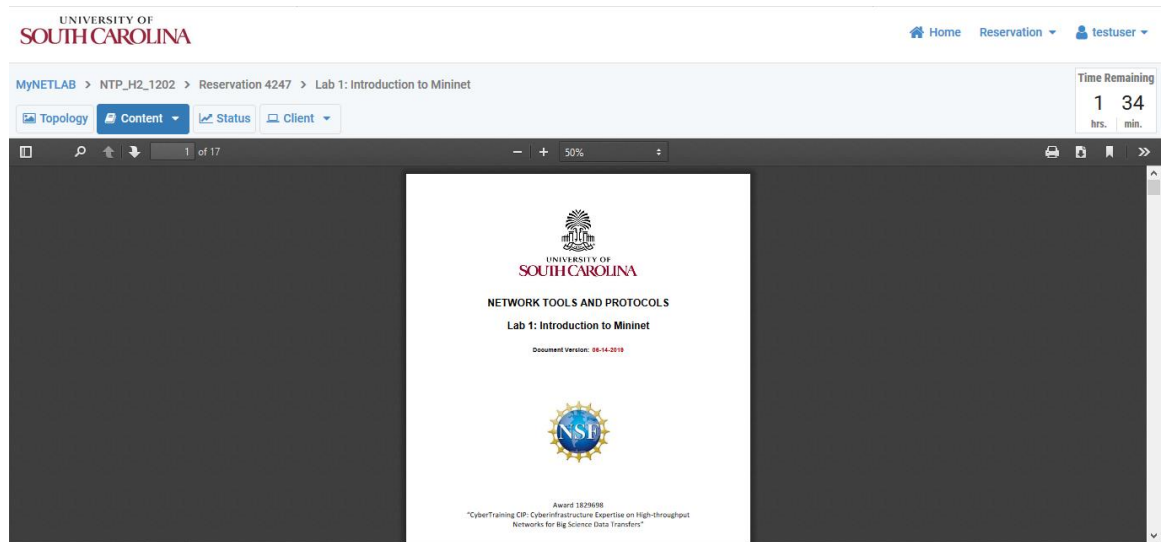 UNIVERSITY OF
SOUTH CAROLINA
Home Reservation testuser
MyNETLAB > NTP_H2_1202 > Reservation 4247 > Lab 1: Introduction to Mininet
Time Remaining
1 34
hrs. min.
Topology Content Status Client
1 of 17
50%
UNIVERSITY OF
SOUTH CAROLINA
NETWORK TOOLS AND PROTOCOLS
Lab 1: Introduction to Mininet
Document Version: 06-14-2019
NSF
Award 1829698
"CyberTraining CIP: Cyberinfrastructure Expertise on High-throughput
Networks for Big Science Data Transfers"